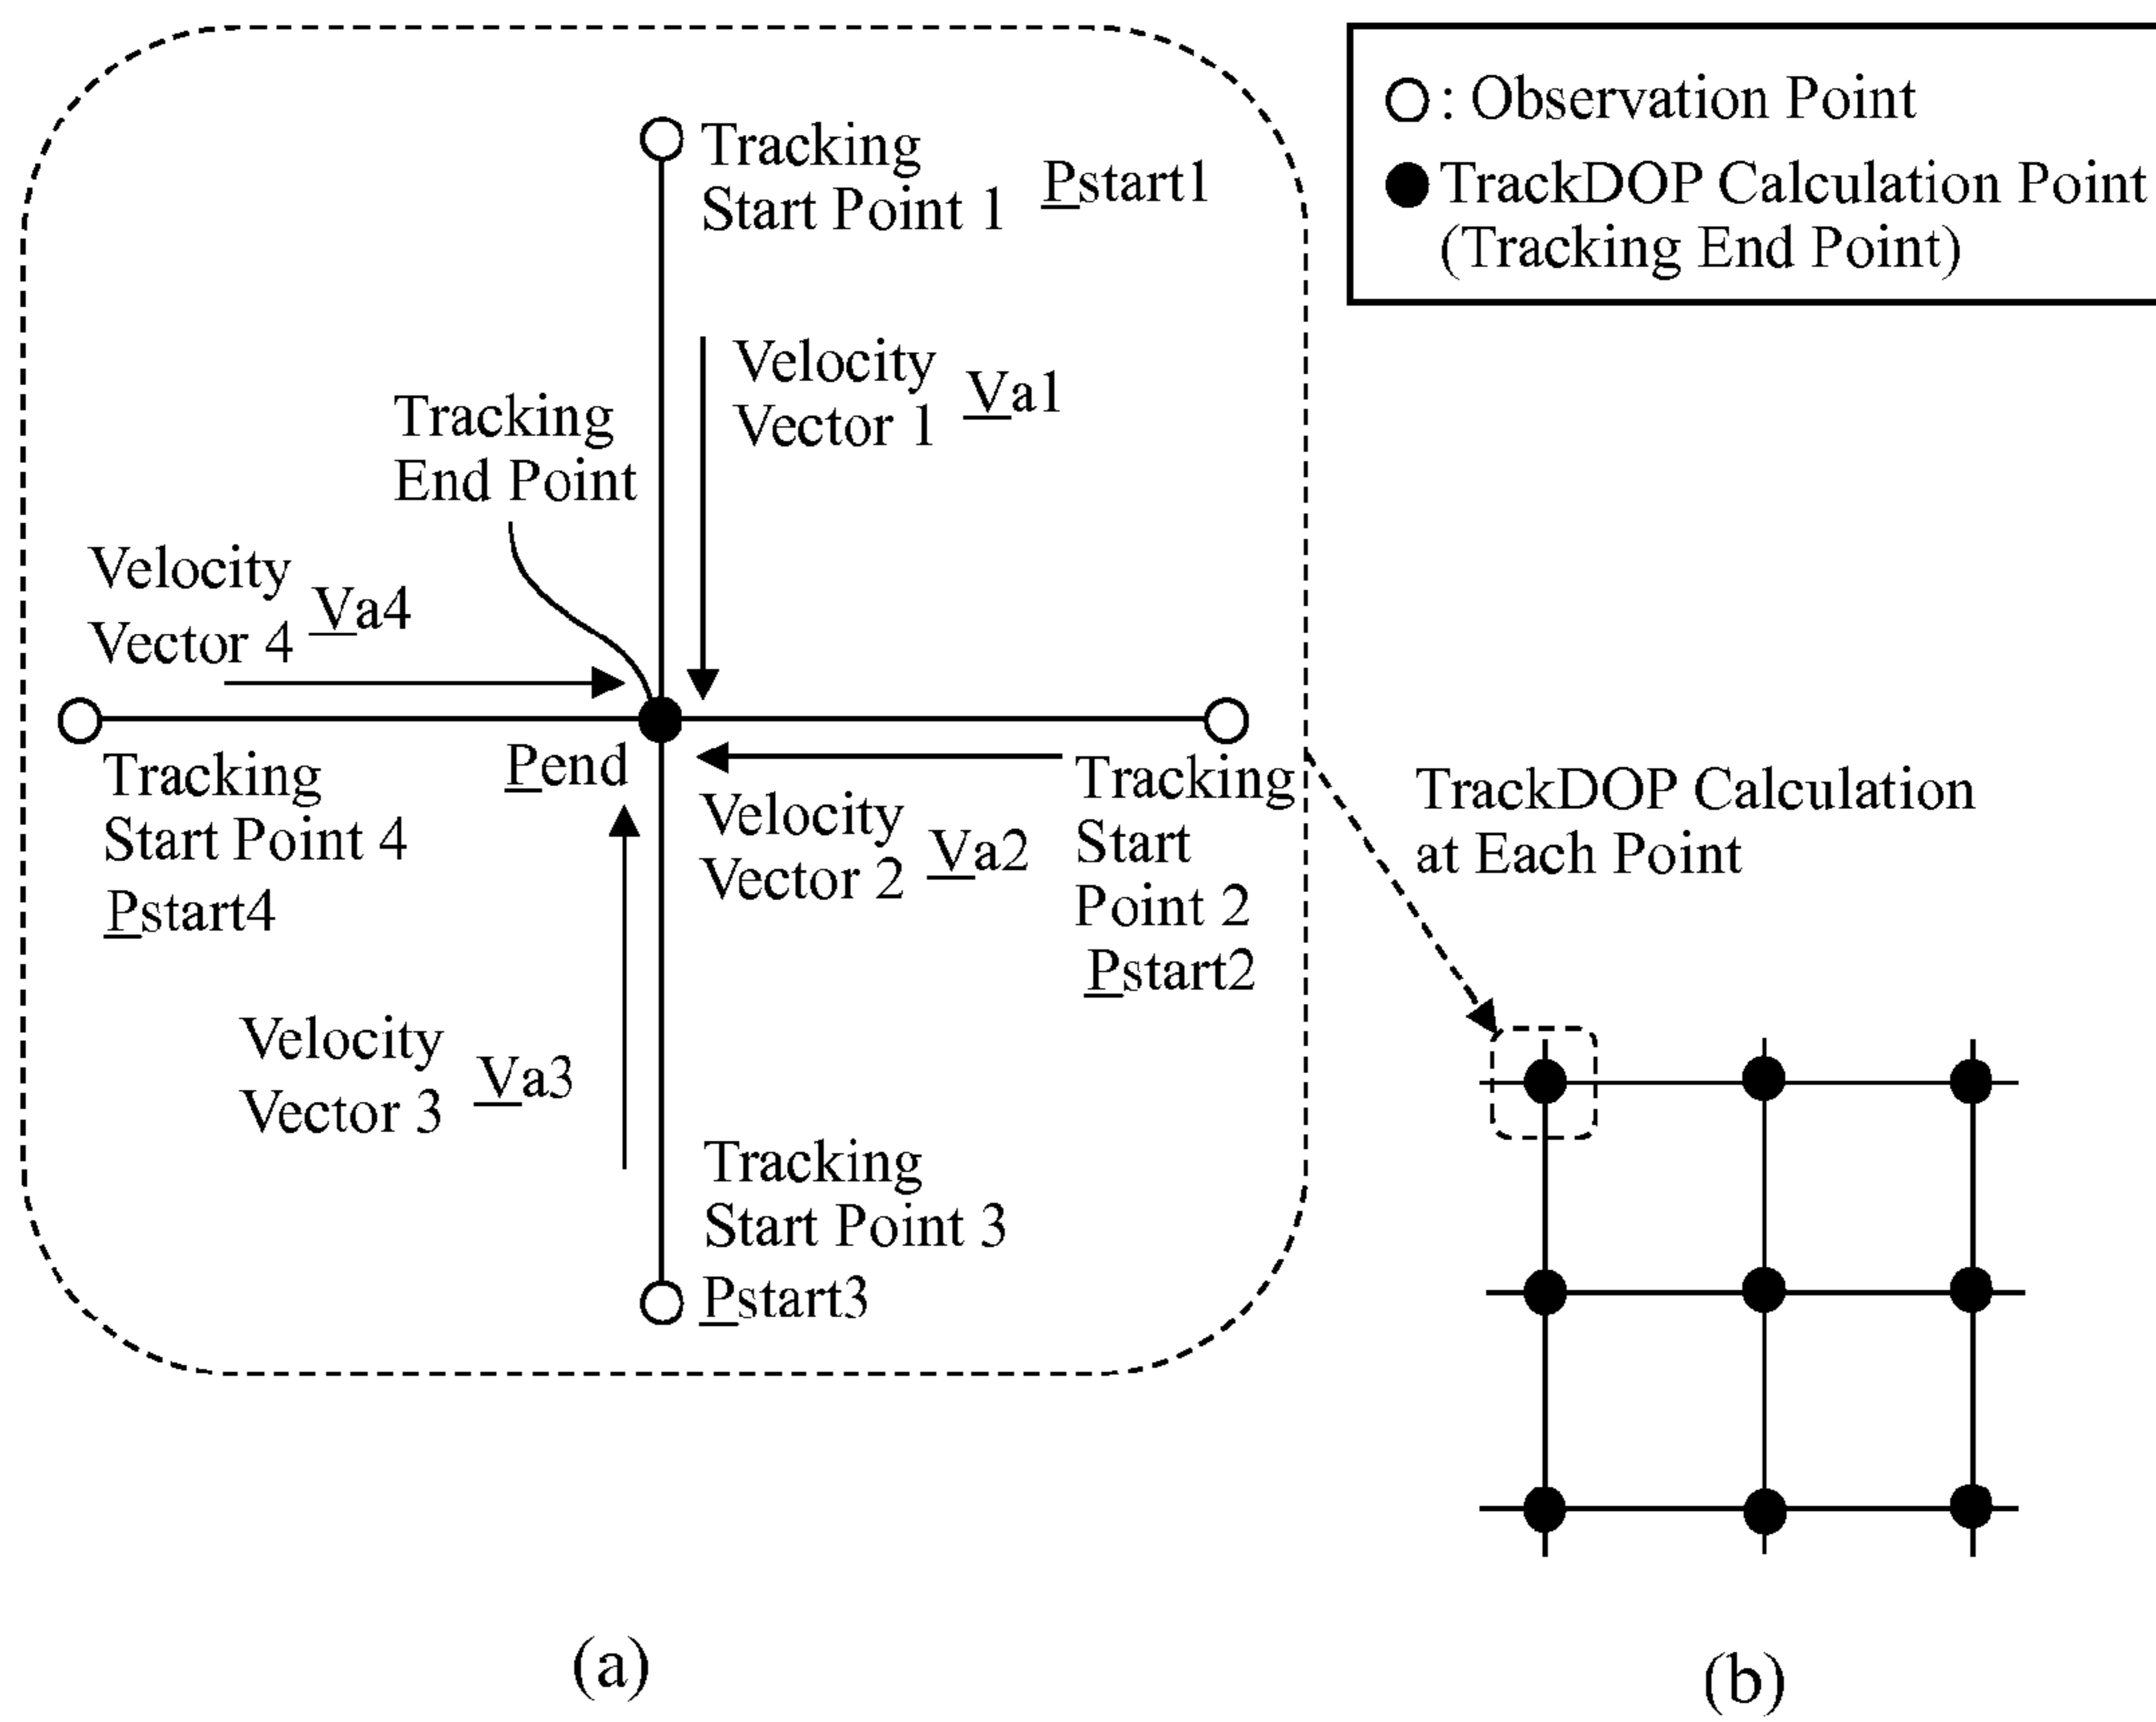 : Observation Point
TrackDOP Calculation Point
(Tracking End Point)
Tracking
Start Point 1
Pstart1
Velocity
Vector 1
Va1
Tracking
End Point
Velocity
Vector 4
Va4
Pend
Tracking
Start Point 4
Pstart4
Velocity
Vector 2
Va2
Tracking
Start
Point 2
Pstart2
Velocity
Vector 3
Va3
Tracking
Start Point 3
Pstart3
TrackDOP Calculation
at Each Point
(a)
(b)